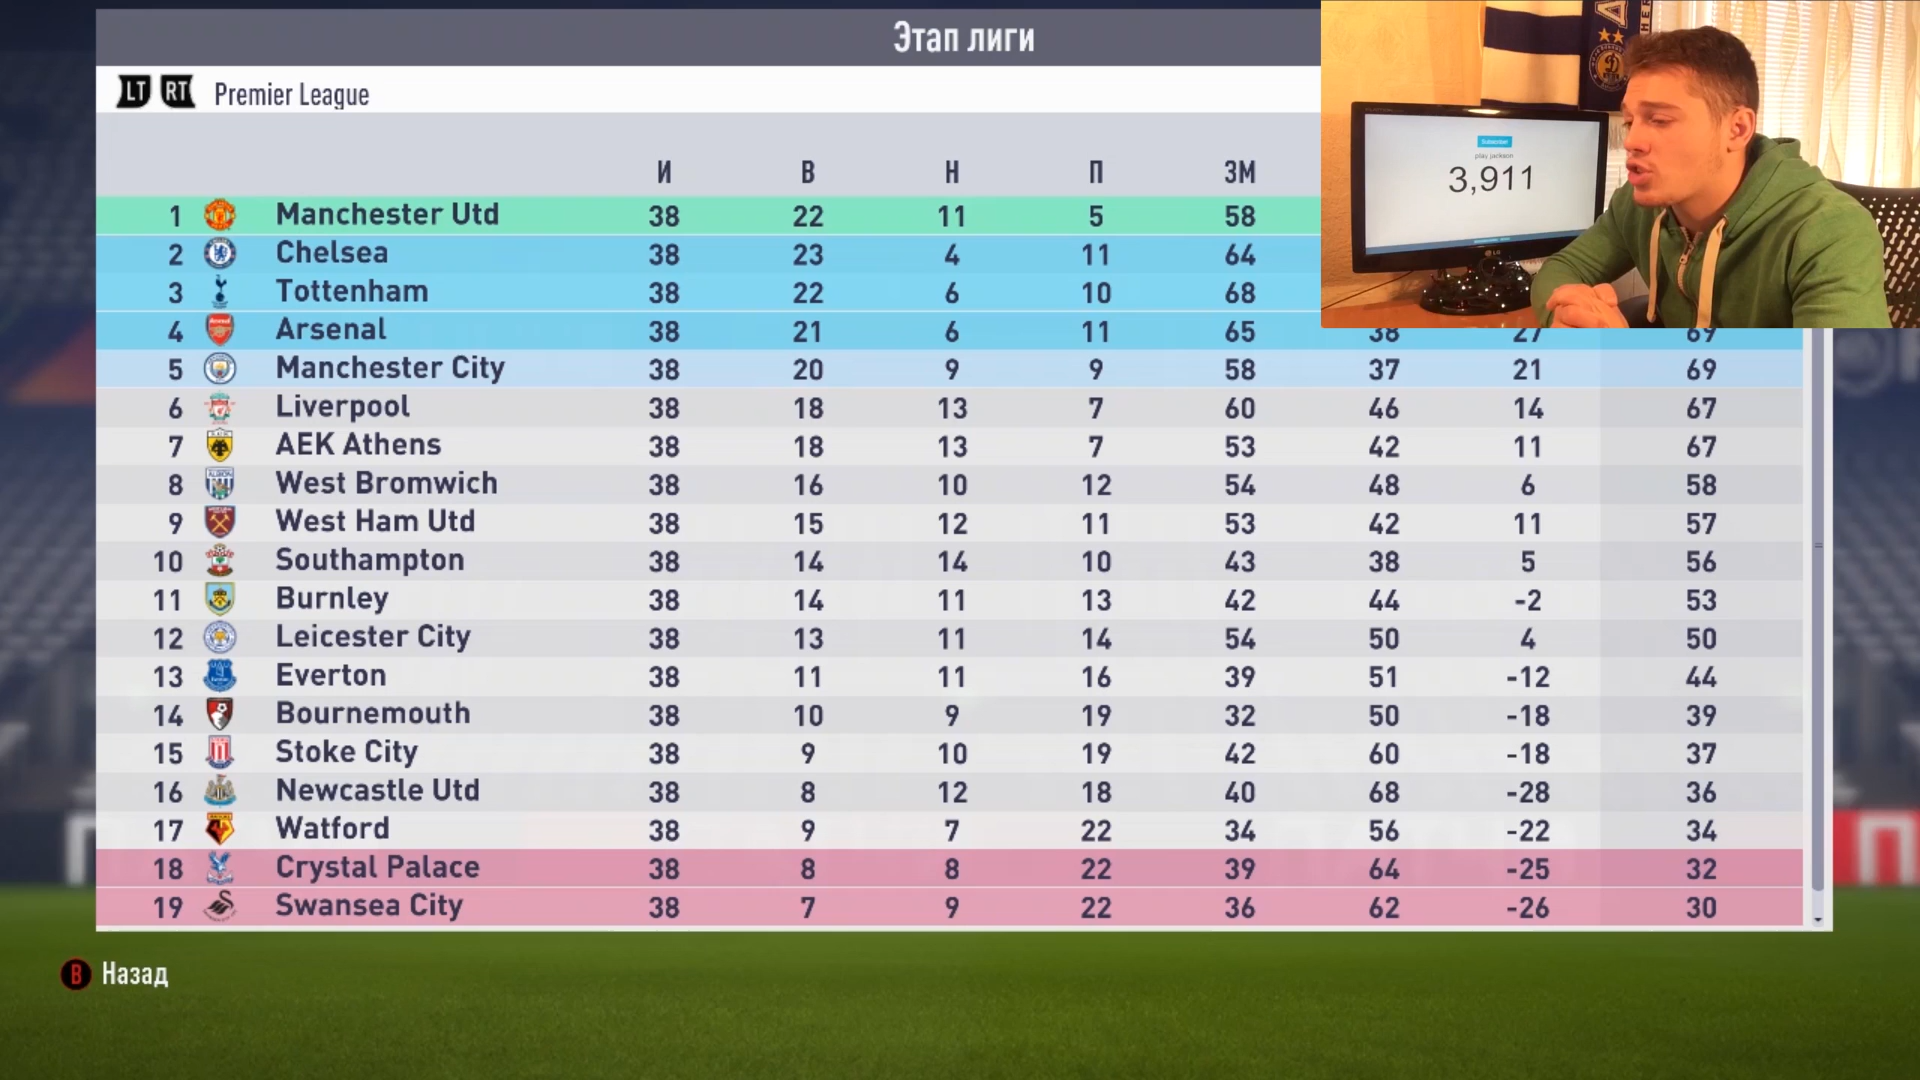 Этап лиги
LT RT Premier League
И В Н П ЗМ
1 Manchester Utd 38 22 11 5 58
2 Chelsea 38 23 4 11 64
3 Tottenham 38 22 6 10 68
4 Arsenal 38 21 6 11 65 38 27 69
5 Manchester City 38 20 9 9 58 37 21 69
6 Liverpool 38 18 13 7 60 46 14 67
7 AEK Athens 38 18 13 7 53 42 11 67
8 West Bromwich 38 16 10 12 54 48 6 58
9 West Ham Utd 38 15 12 11 53 42 11 57
10 Southampton 38 14 14 10 43 38 5 56
11 Burnley 38 14 11 13 42 44 -2 53
12 Leicester City 38 13 11 14 54 50 4 50
13 Everton 38 11 11 16 39 51 -12 44
14 Bournemouth 38 10 9 19 32 50 -18 39
15 Stoke City 38 9 10 19 42 60 -18 37
16 Newcastle Utd 38 8 12 18 40 68 -28 36
17 Watford 38 9 7 22 34 56 -22 34
18 Crystal Palace 38 8 8 22 39 64 -25 32
19 Swansea City 38 7 9 22 36 62 -26 30
B Назад
play jackson
3,911
LG